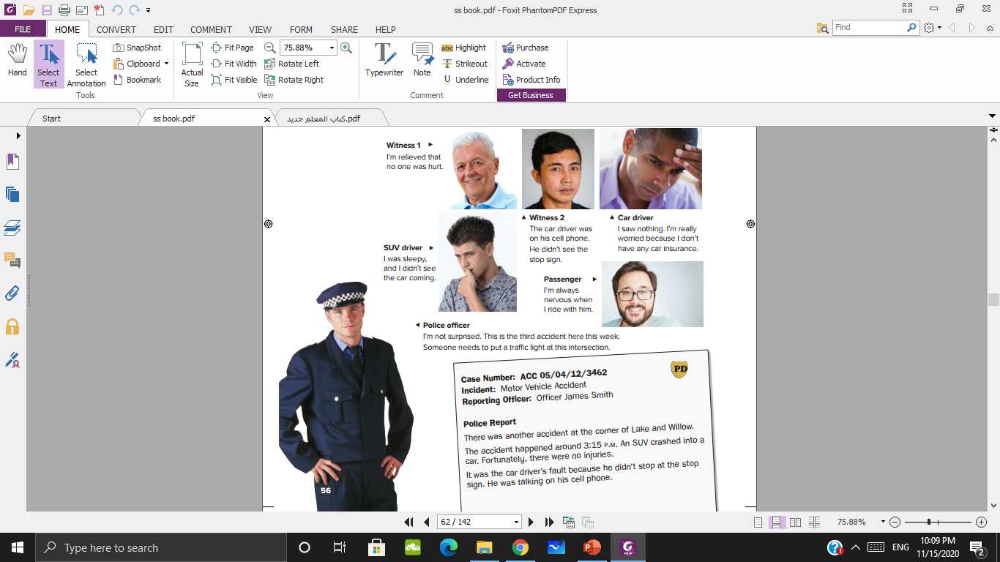 ss book.pdf - Foxit PhantomPDF Express
FILE HOME CONVERT EDIT COMMENT VIEW FORM SHARE HELP
Find
Hand
Select Text
Select Annotation
SnapShot
Clipboard
Bookmark
Tools
Actual Size
Fit Page
Fit Width
Fit Visible
75.88%
Rotate Left
Rotate Right
View
Typewriter
Note
abc Highlight
T Strikeout
U Underline
Comment
Purchase
Activate
Product Info
Get Business
Start
ss book.pdf
كتاب المعلم جديد.pdf
Witness 1
I'm relieved that
no one was hurt.
Witness 2
The car driver was
on his cell phone.
He didn't see the
stop sign.
Car driver
I saw nothing. I'm really
worried because I don't
have any car insurance.
SUV driver
I was sleepy,
and I didn't see
the car coming.
Passenger
I'm always
nervous when
I ride with him.
Police officer
I'm not surprised. This is the third accident here this week.
Someone needs to put a traffic light at this intersection.
PD
Case Number: ACC 05/04/12/3462
Incident: Motor Vehicle Accident
Reporting Officer: Officer James Smith
Police Report
There was another accident at the corner of Lake and Willow.
The accident happened around 3:15 P.M. An SUV crashed into a
car. Fortunately, there were no injuries.
It was the car driver's fault because he didn't stop at the stop
sign. He was talking on his cell phone.
56
62 / 142
75.88%
Type here to search
ENG
10:09 PM
11/15/2020
2